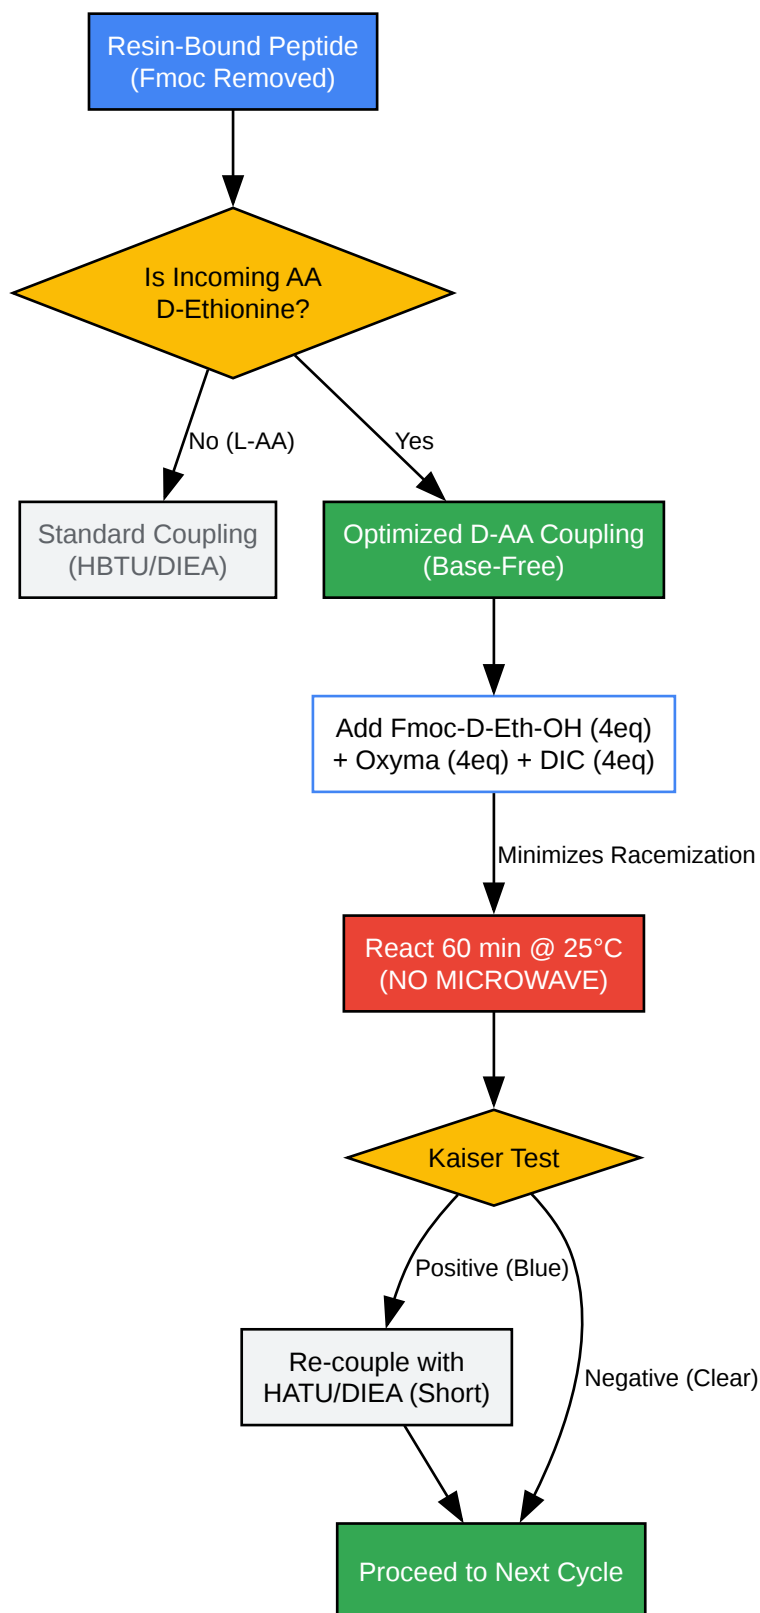 Resin-Bound Peptide
(Fmoc Removed)
Is Incoming AA
D-Ethionine?
No (L-AA)
Yes
Standard Coupling
(HBTU/DIEA)
Optimized D-AA Coupling
(Base-Free)
Add Fmoc-D-Eth-OH (4eq)
+ Oxyma (4eq) + DIC (4eq)
Minimizes Racemization
React 60 min @ 25°C
(NO MICROWAVE)
Kaiser Test
Positive (Blue)
Re-couple with
HATU/DIEA (Short)
Negative (Clear)
Proceed to Next Cycle